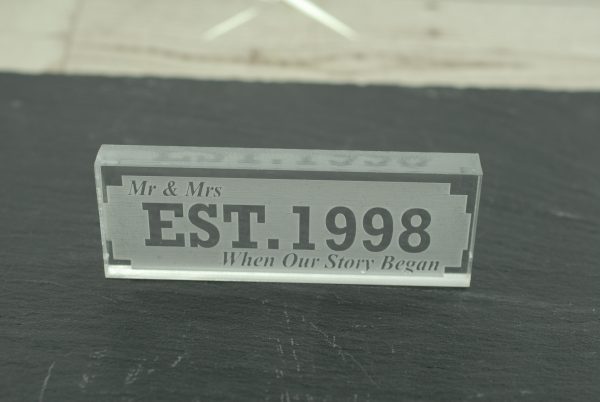 Mr & Mrs
EST.1998
When Our Story Began